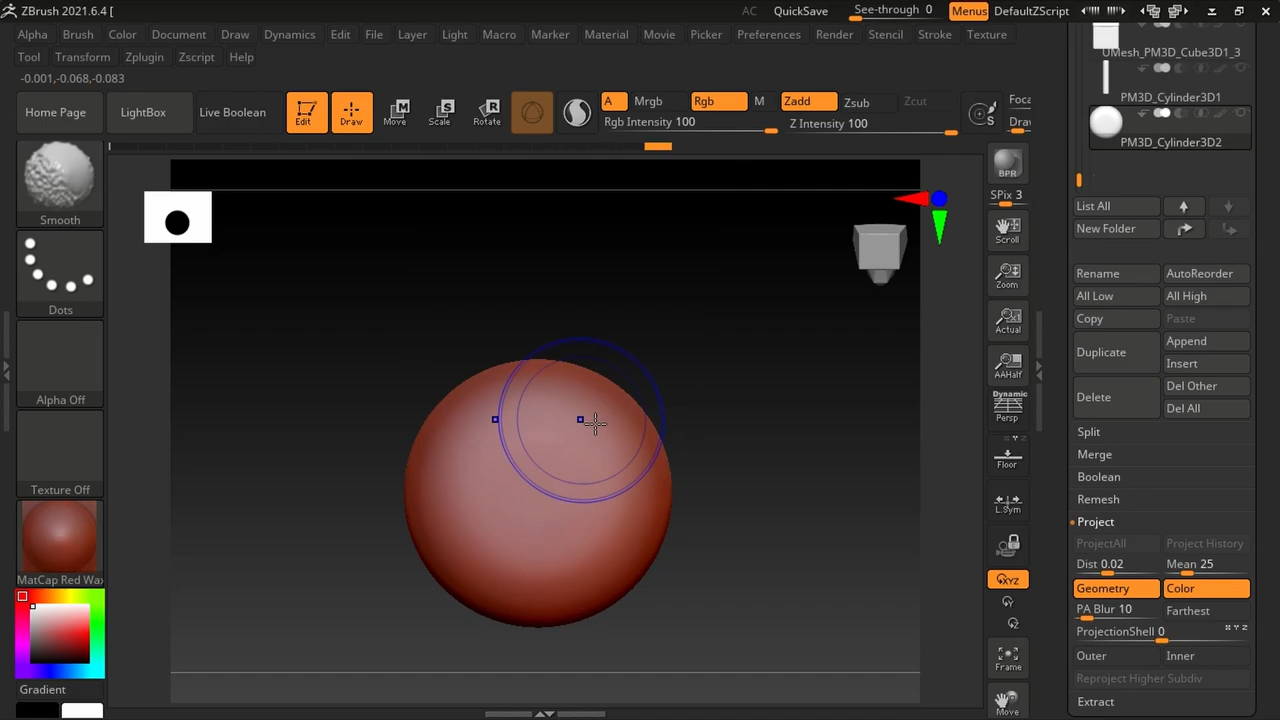 ZBrush 2021.6.4 [
AC QuickSave See-through 0 Menus DefaultZScript
Alpha Brush Color Document Draw Dynamics Edit File Layer Light Macro Marker Material Movie Picker Preferences Render Stencil Stroke Texture
Tool Transform Zplugin Zscript Help
-0.001,-0.068,-0.083
Home Page LightBox Live Boolean Edit Draw Move Scale Rotate A Mrgb Rgb M Zadd Zsub Zcut Foca
Rgb Intensity 100 Z Intensity 100 Draw
Smooth
Dots
Alpha Off
Texture Off
MatCap Red Wax
Gradient
BPR
SPix 3
Scroll
Zoom
Actual
AAHalf
Dynamic
Persp
Floor
L.Sym
XYZ
Y
Z
Frame
Move
UMesh_PM3D_Cube3D1_3
PM3D_Cylinder3D1
PM3D_Cylinder3D2
List All
New Folder
Rename AutoReorder
All Low All High
Copy Paste
Duplicate Append
Insert
Delete Del Other
Del All
Split
Merge
Boolean
Remesh
Project
ProjectAll Project History
Dist 0.02 Mean 25
Geometry Color
PA Blur 10 Farthest
ProjectionShell 0 X Y Z
Outer Inner
Reproject Higher Subdiv
Extract